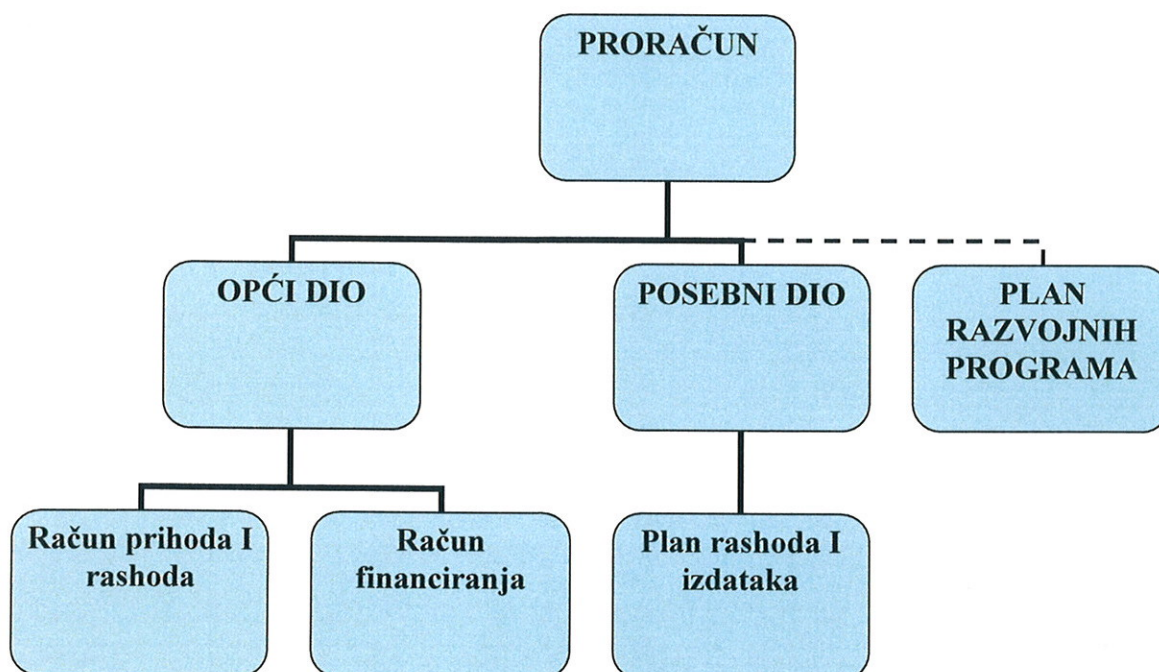 PRORAČUN
OPĆI DIO
POSEBNI DIO
PLAN
RAZVOJNIH
PROGRAMA
Račun prihoda I
rashoda
Račun
financiranja
Plan rashoda I
izdataka